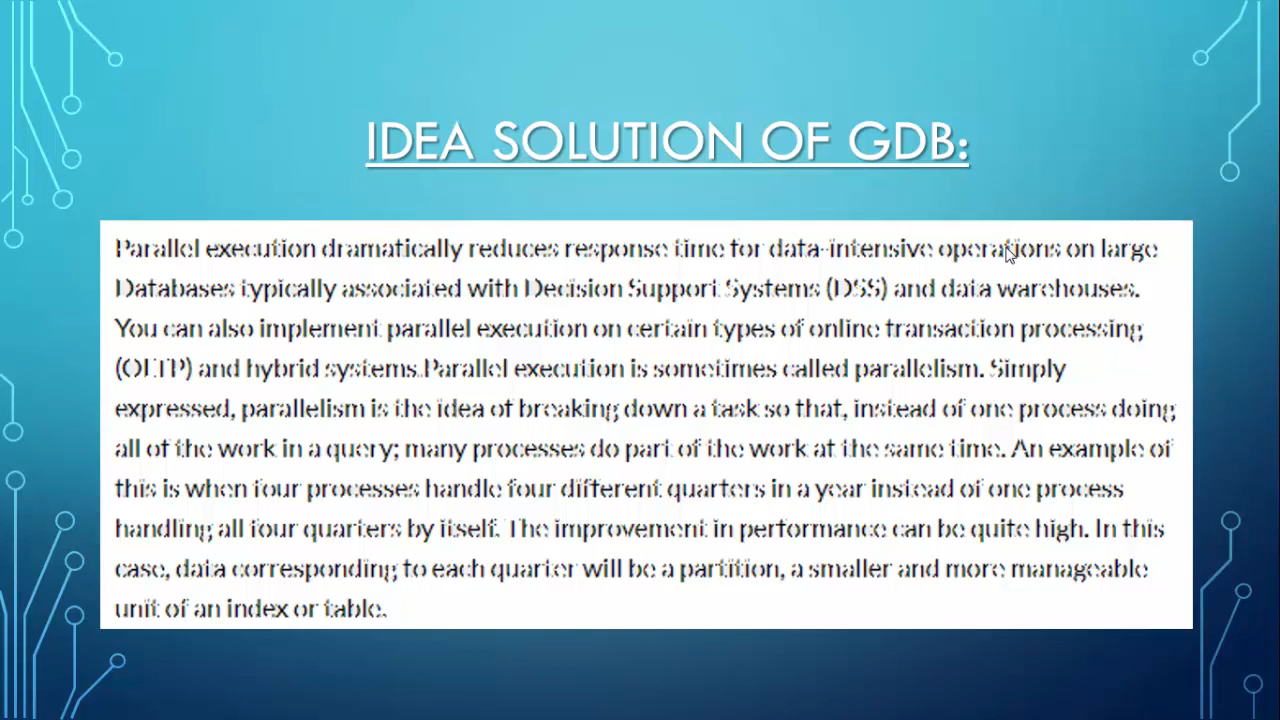 IDEA SOLUTION OF GDB:
Parallel execution dramatically reduces response time for data-intensive operations on large
Databases typically associated with Decision Support Systems (DSS) and data warehouses.
You can also implement parallel execution on certain types of online transaction processing
(OLTP) and hybrid systems.Parallel execution is sometimes called parallelism. Simply
expressed, parallelism is the idea of breaking down a task so that, instead of one process doing
all of the work in a query; many processes do part of the work at the same time. An example of
this is when four processes handle four different quarters in a year instead of one process
handling all four quarters by itself. The improvement in performance can be quite high. In this
case, data corresponding to each quarter will be a partition, a smaller and more manageable
unit of an index or table.